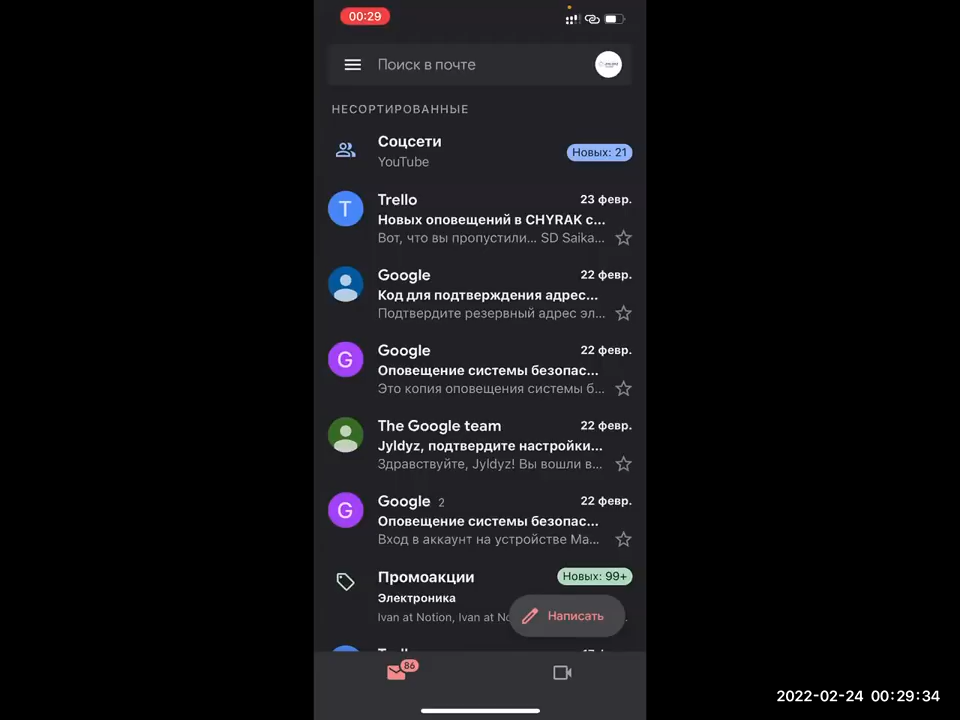 00:29
Поиск в почте
НЕСОРТИРОВАННЫЕ
Соцсети
YouTube
Новых: 21
T
Trello
23 февр.
Новых оповещений в CHYRAK с...
Вот, что вы пропустили... SD Saika...
Google
22 февр.
Код для подтверждения адрес...
Подтвердите резервный адрес эл...
G
Google
22 февр.
Оповещение системы безопас...
Это копия оповещения системы б...
The Google team
22 февр.
Jyldyz, подтвердите настройки...
Здравствуйте, Jyldyz! Вы вошли в...
G
Google 2
22 февр.
Оповещение системы безопас...
Вход в аккаунт на устройстве Ma...
Промоакции
Новых: 99+
Электроника
Ivan at Notion, Ivan at
Написать
86
2022-02-24 00:29:34